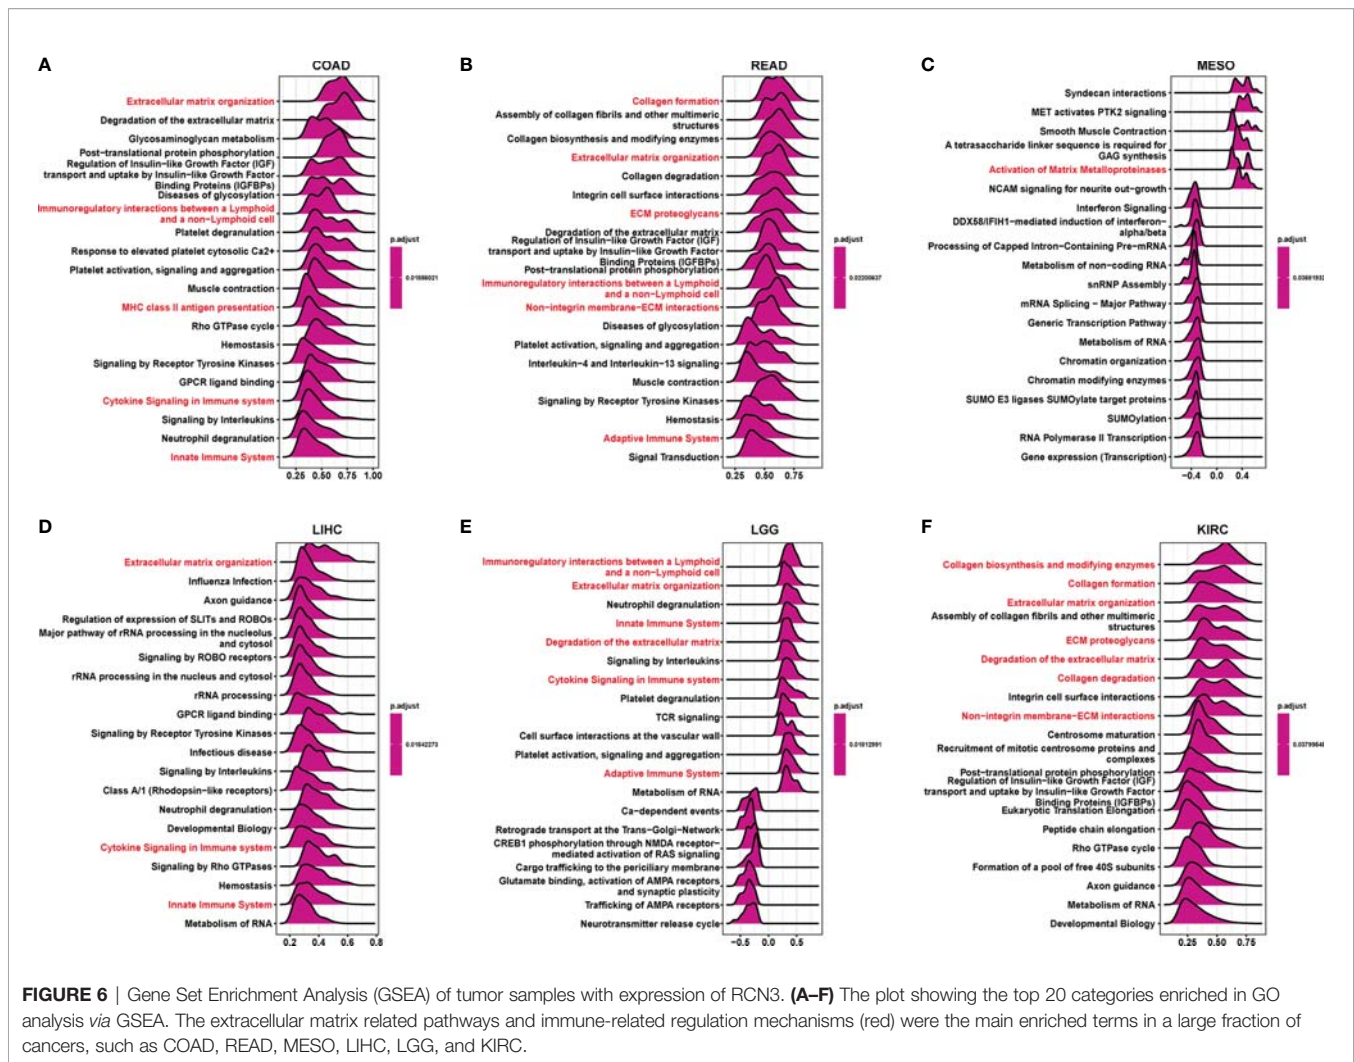 A
COAD
Extracellular matrix organization
Degradation of the extracellular matrix
Glycosaminoglycan metabolism
Post−translational protein phosphorylation
Regulation of Insulin−like Growth Factor (IGF)
transport and uptake by Insulin−like Growth Factor
Binding Proteins (IGFBPs)
Diseases of glycosylation
Immunoregulatory interactions between a Lymphoid
and a non−Lymphoid cell
Platelet degranulation
Response to elevated platelet cytosolic Ca2+
Platelet activation, signaling and aggregation
Muscle contraction
MHC class II antigen presentation
Rho GTPase cycle
Hemostasis
Signaling by Receptor Tyrosine Kinases
GPCR ligand binding
Cytokine Signaling in Immune system
Signaling by Interleukins
Neutrophil degranulation
Innate Immune System
0.25 0.50 0.75 1.00
p.adjust
B
READ
Collagen formation
Assembly of collagen fibrils and other multimeric
structures
Collagen biosynthesis and modifying enzymes
Extracellular matrix organization
Collagen degradation
Integrin cell surface interactions
ECM proteoglycans
Degradation of the extracellular matrix
Regulation of Insulin−like Growth Factor (IGF)
transport and uptake by Insulin−like Growth Factor
Binding Proteins (IGFBPs)
Post−translational protein phosphorylation
Immunoregulatory interactions between a Lymphoid
and a non−Lymphoid cell
Non−integrin membrane−ECM interactions
Diseases of glycosylation
Platelet activation, signaling and aggregation
Interleukin−4 and Interleukin−13 signaling
Muscle contraction
Signaling by Receptor Tyrosine Kinases
Hemostasis
Adaptive Immune System
Signal Transduction
0.25 0.50 0.75
p.adjust
0.02200637
C
MESO
Syndecan interactions
MET activates PTK2 signaling
Smooth Muscle Contraction
A tetrasaccharide linker sequence is required for
GAG synthesis
Activation of Matrix Metalloproteinases
NCAM signaling for neurite out−growth
Interferon Signaling
DDX58/IFIH1−mediated induction of interferon−
alpha/beta
Processing of Capped Intron−Containing Pre−mRNA
Metabolism of non−coding RNA
snRNP Assembly
mRNA Splicing − Major Pathway
Generic Transcription Pathway
Metabolism of RNA
Chromatin organization
Chromatin modifying enzymes
SUMO E3 ligases SUMOylate target proteins
SUMOylation
RNA Polymerase II Transcription
Gene expression (Transcription)
−0.4 0.0 0.4
p.adjust
D
LIHC
Extracellular matrix organization
Influenza Infection
Axon guidance
Regulation of expression of SLITs and ROBOs
Major pathway of rRNA processing in the nucleolus
and cytosol
Signaling by ROBO receptors
rRNA processing in the nucleus and cytosol
rRNA processing
GPCR ligand binding
Signaling by Receptor Tyrosine Kinases
Infectious disease
Signaling by Interleukins
Class A/1 (Rhodopsin−like receptors)
Neutrophil degranulation
Developmental Biology
Cytokine Signaling in Immune system
Signaling by Rho GTPases
Hemostasis
Innate Immune System
Metabolism of RNA
0.2 0.4 0.6 0.8
p.adjust
0.01642273
E
LGG
Immunoregulatory interactions between a Lymphoid
and a non−Lymphoid cell
Extracellular matrix organization
Neutrophil degranulation
Innate Immune System
Degradation of the extracellular matrix
Signaling by Interleukins
Cytokine Signaling in Immune system
Platelet degranulation
TCR signaling
Cell surface interactions at the vascular wall
Platelet activation, signaling and aggregation
Adaptive Immune System
Metabolism of RNA
Ca−dependent events
Retrograde transport at the Trans−Golgi−Network
CREB1 phosphorylation through NMDA receptor−
mediated activation of RAS signaling
Cargo trafficking to the periciliary membrane
Glutamate binding, activation of AMPA receptors
and synaptic plasticity
Trafficking of AMPA receptors
Neurotransmitter release cycle
−0.5 0.0 0.5
p.adjust
F
KIRC
Collagen biosynthesis and modifying enzymes
Collagen formation
Extracellular matrix organization
Assembly of collagen fibrils and other multimeric
structures
ECM proteoglycans
Degradation of the extracellular matrix
Collagen degradation
Integrin cell surface interactions
Non−integrin membrane−ECM interactions
Centrosome maturation
Recruitment of mitotic centrosome proteins and
complexes
Post−translational protein phosphorylation
Regulation of Insulin−like Growth Factor (IGF)
transport and uptake by Insulin−like Growth Factor
Binding Proteins (IGFBPs)
Eukaryotic Translation Elongation
Peptide chain elongation
Rho GTPase cycle
Formation of a pool of free 40S subunits
Axon guidance
Metabolism of RNA
Developmental Biology
0.25 0.50 0.75
p.adjust
FIGURE 6 | Gene Set Enrichment Analysis (GSEA) of tumor samples with expression of RCN3. (A–F) The plot showing the top 20 categories enriched in GO
analysis via GSEA. The extracellular matrix related pathways and immune-related regulation mechanisms (red) were the main enriched terms in a large fraction of
cancers, such as COAD, READ, MESO, LIHC, LGG, and KIRC.